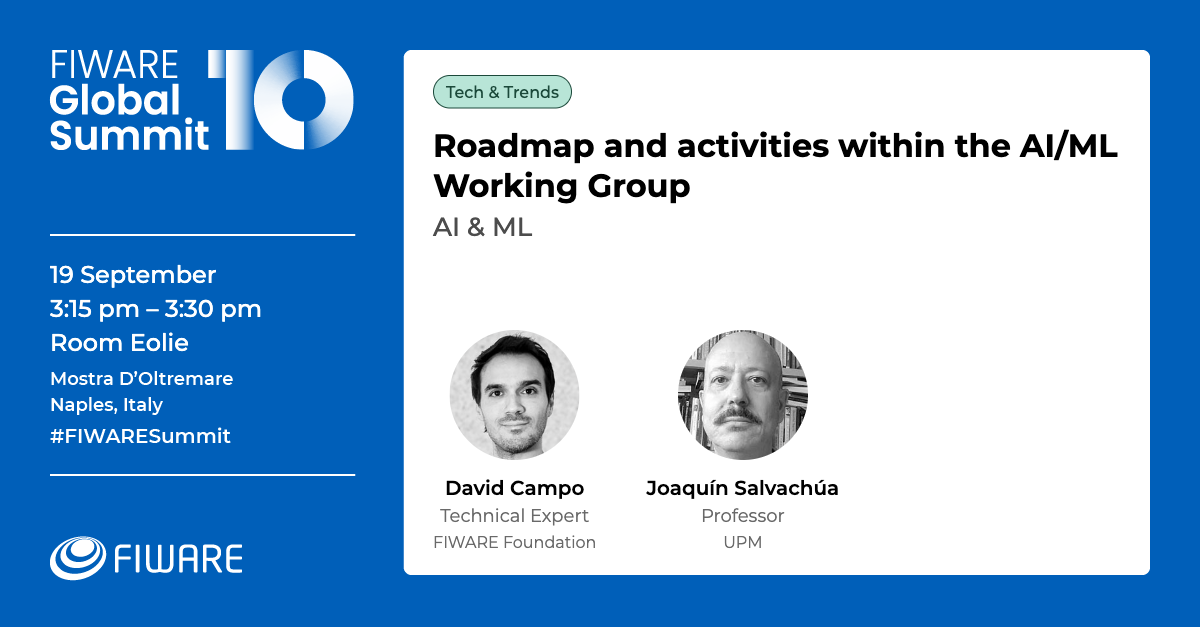 FIWARE
Global
Summit 10
19 September
3:15 pm – 3:30 pm
Room Eolie
Mostra D’Oltremare
Naples, Italy
#FIWARESummit
FIWARE
Tech & Trends
Roadmap and activities within the AI/ML
Working Group
AI & ML
David Campo
Technical Expert
FIWARE Foundation
Joaquín Salvachúa
Professor
UPM